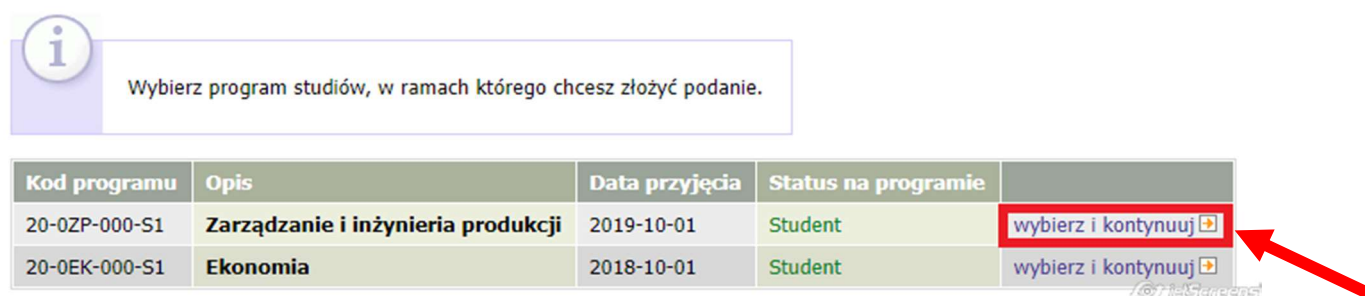 i
Wybierz program studiów, w ramach którego chcesz złożyć podanie.
Kod programu Opis Data przyjęcia Status na programie
20-0ZP-000-S1 Zarządzanie i inżynieria produkcji 2019-10-01 Student wybierz i kontynuuj
20-0EK-000-S1 Ekonomia 2018-10-01 Student wybierz i kontynuuj